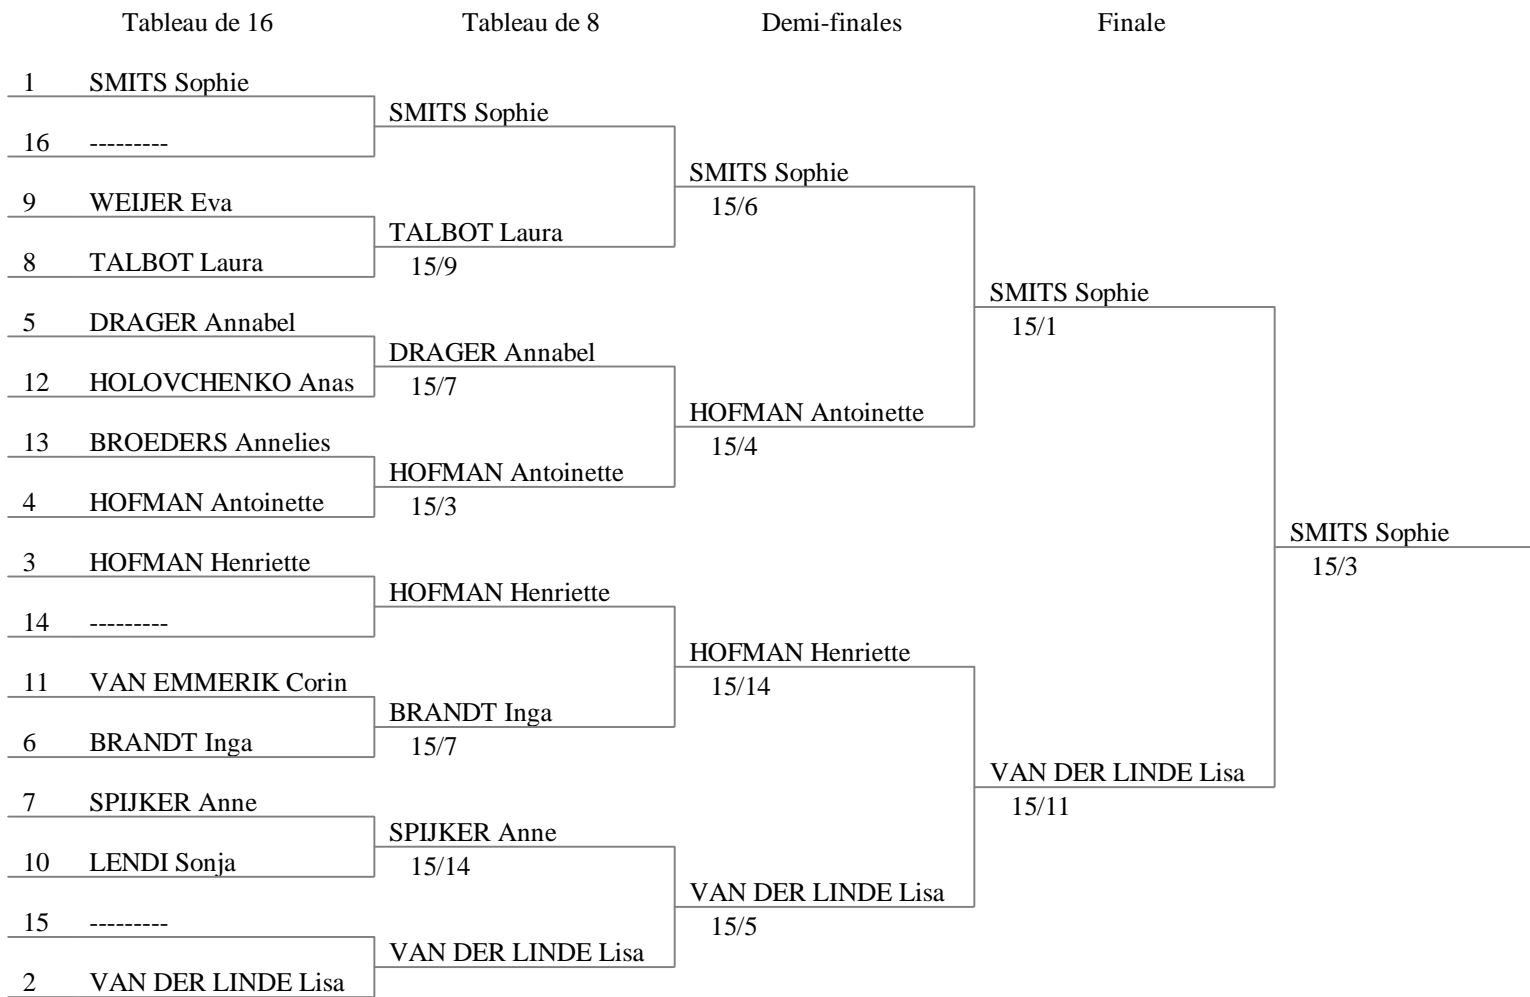 Tableau de 16 Tableau de 8 Demi-finales Finale
1 SMITS Sophie
SMITS Sophie
16 ---------
SMITS Sophie
9 WEIJER Eva
15/6
TALBOT Laura
8 TALBOT Laura
15/9
SMITS Sophie
5 DRAGER Annabel
15/1
DRAGER Annabel
12 HOLOVCHENKO Anas
15/7
HOFMAN Antoinette
13 BROEDERS Annelies
15/4
HOFMAN Antoinette
4 HOFMAN Antoinette
15/3
SMITS Sophie
3 HOFMAN Henriette
15/3
HOFMAN Henriette
14 ---------
HOFMAN Henriette
11 VAN EMMERIK Corin
15/14
BRANDT Inga
6 BRANDT Inga
15/7
VAN DER LINDE Lisa
7 SPIJKER Anne
15/11
SPIJKER Anne
10 LENDI Sonja
15/14
VAN DER LINDE Lisa
15 ---------
15/5
VAN DER LINDE Lisa
2 VAN DER LINDE Lisa